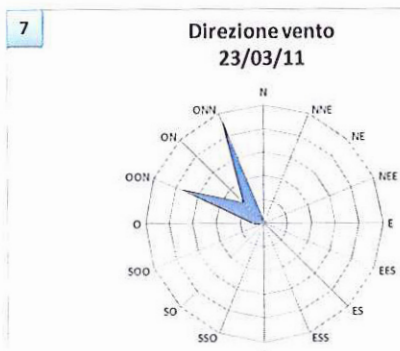 7
Direzione vento
23/03/11
N
NNE
NE
NEE
E
EES
ES
ESS
SSO
SO
SOO
O
OON
ON
ONN